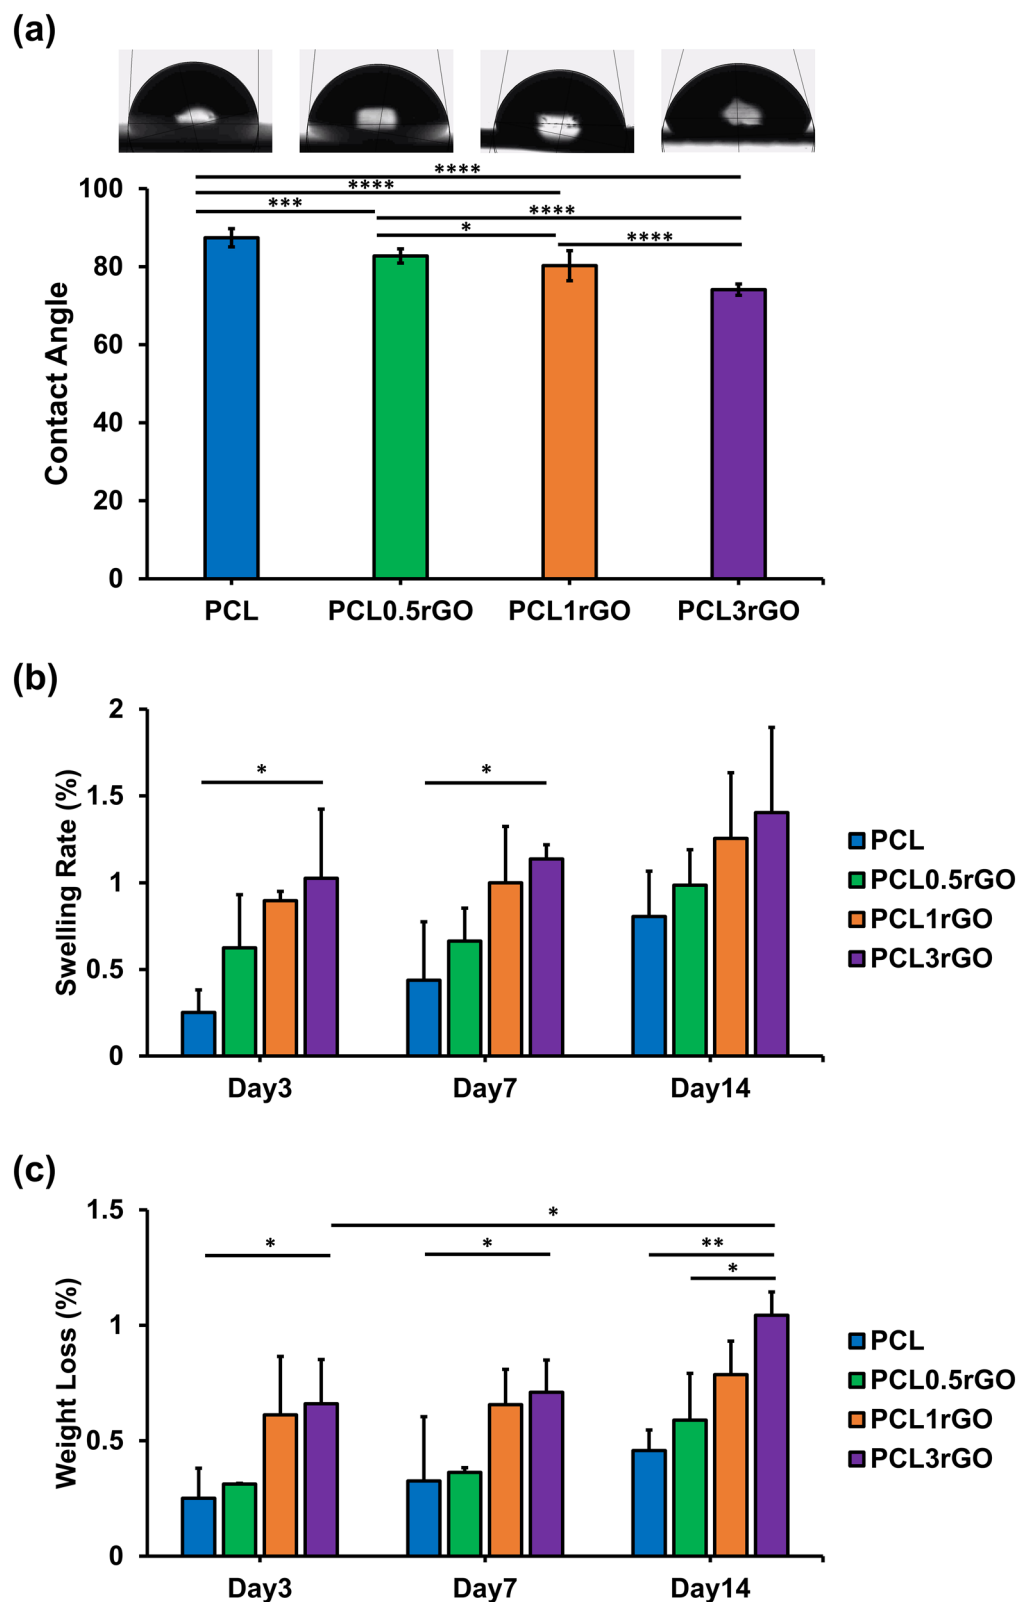 (a)
****
****
***
****
*
****
100
80
60
40
20
0
Contact Angle
PCL PCL0.5rGO PCL1rGO PCL3rGO
(b)
2
1.5
1
0.5
0
Swelling Rate (%)
*
*
Day3 Day7 Day14
PCL
PCL0.5rGO
PCL1rGO
PCL3rGO
(c)
1.5
1
0.5
0
Weight Loss (%)
*
*
*
**
*
Day3 Day7 Day14
PCL
PCL0.5rGO
PCL1rGO
PCL3rGO